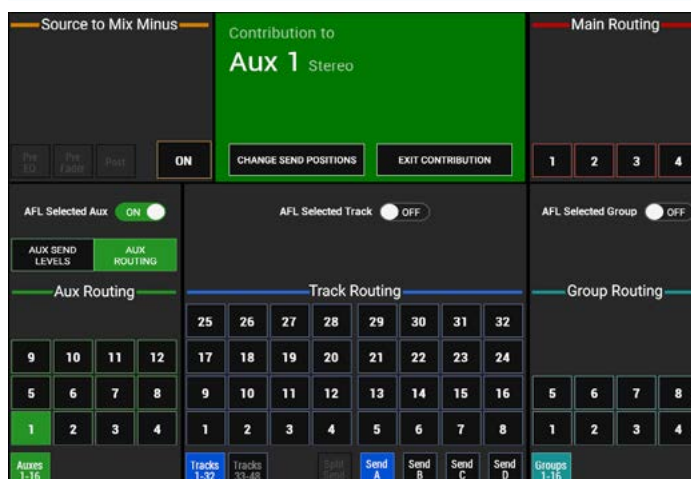 Source to Mix Minus
Pre EQ
Pre Fader
Post
ON
Contribution to
Aux 1 Stereo
CHANGE SEND POSITIONS
EXIT CONTRIBUTION
Main Routing
1 2 3 4
AFL Selected Aux ON
AUX SEND LEVELS
AUX ROUTING
Aux Routing
9 10 11 12
5 6 7 8
1 2 3 4
Auxes 1-16
AFL Selected Track OFF
Track Routing
25 26 27 28 29 30 31 32
17 18 19 20 21 22 23 24
9 10 11 12 13 14 15 16
1 2 3 4 5 6 7 8
Tracks 1-32
Tracks 33-48
Split Send
Send A
Send B
Send C
Send D
AFL Selected Group OFF
Group Routing
5 6 7 8
1 2 3 4
Groups 1-16